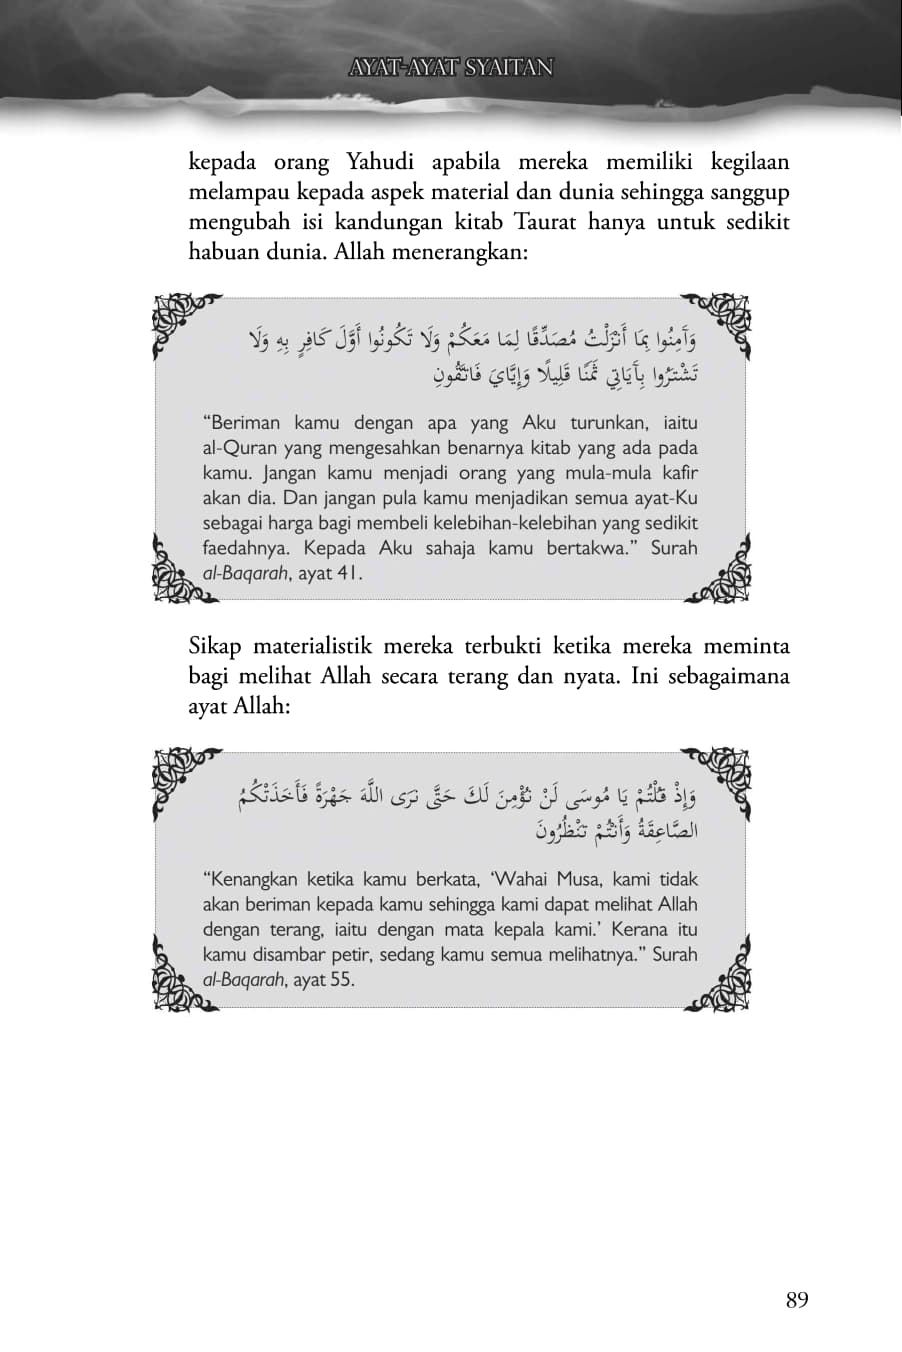 AYAT-AYAT SYAITAN
kepada orang Yahudi apabila mereka memiliki kegilaan
melampau kepada aspek material dan dunia sehingga sanggup
mengubah isi kandungan kitab Taurat hanya untuk sedikit
habuan dunia. Allah menerangkan:
وَآمِنُوا بِمَا أَنْزَلْتُ مُصَدِّقًا لِمَا مَعَكُمْ وَلَا تَكُونُوا أَوَّلَ كَافِرٍ بِهِ وَلَا
تَشْتَرُوا بِآيَاتِي ثَمَنًا قَلِيلًا وَإِيَّايَ فَاتَّقُونِ
“Beriman kamu dengan apa yang Aku turunkan, iaitu
al-Quran yang mengesahkan benarnya kitab yang ada pada
kamu. Jangan kamu menjadi orang yang mula-mula kafir
akan dia. Dan jangan pula kamu menjadikan semua ayat-Ku
sebagai harga bagi membeli kelebihan-kelebihan yang sedikit
faedahnya. Kepada Aku sahaja kamu bertakwa.” Surah
al-Baqarah, ayat 41.
Sikap materialistik mereka terbukti ketika mereka meminta
bagi melihat Allah secara terang dan nyata. Ini sebagaimana
ayat Allah:
وَإِذْ قُلْتُمْ يَا مُوسَى لَنْ نُؤْمِنَ لَكَ حَتَّى نَرَى اللَّهَ جَهْرَةً فَأَخَذَتْكُمُ
الصَّاعِقَةُ وَأَنْتُمْ تَنْظُرُونَ
“Kenangkan ketika kamu berkata, ‘Wahai Musa, kami tidak
akan beriman kepada kamu sehingga kami dapat melihat Allah
dengan terang, iaitu dengan mata kepala kami.’ Kerana itu
kamu disambar petir, sedang kamu semua melihatnya.” Surah
al-Baqarah, ayat 55.
89